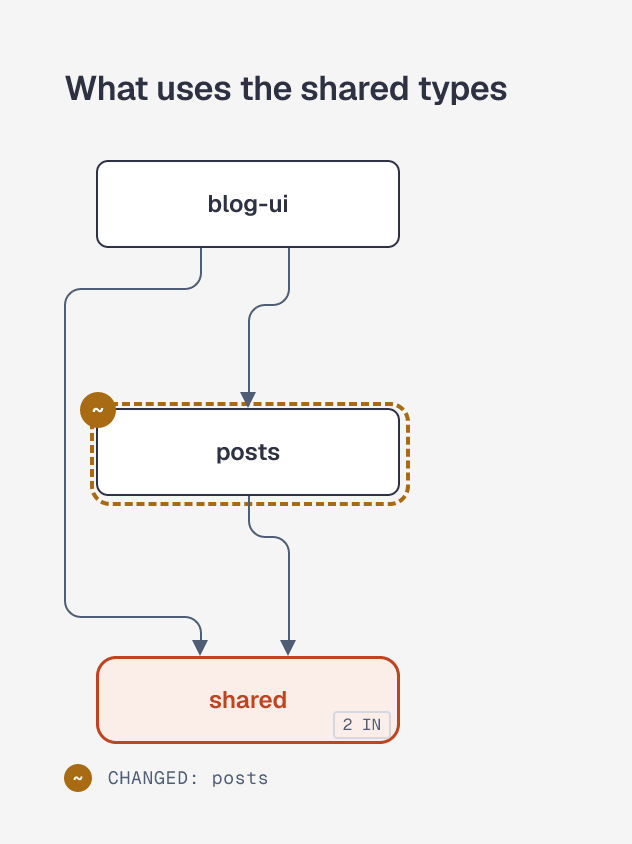 What uses the shared types
blog-ui
~
posts
shared
2 IN
~ CHANGED: posts